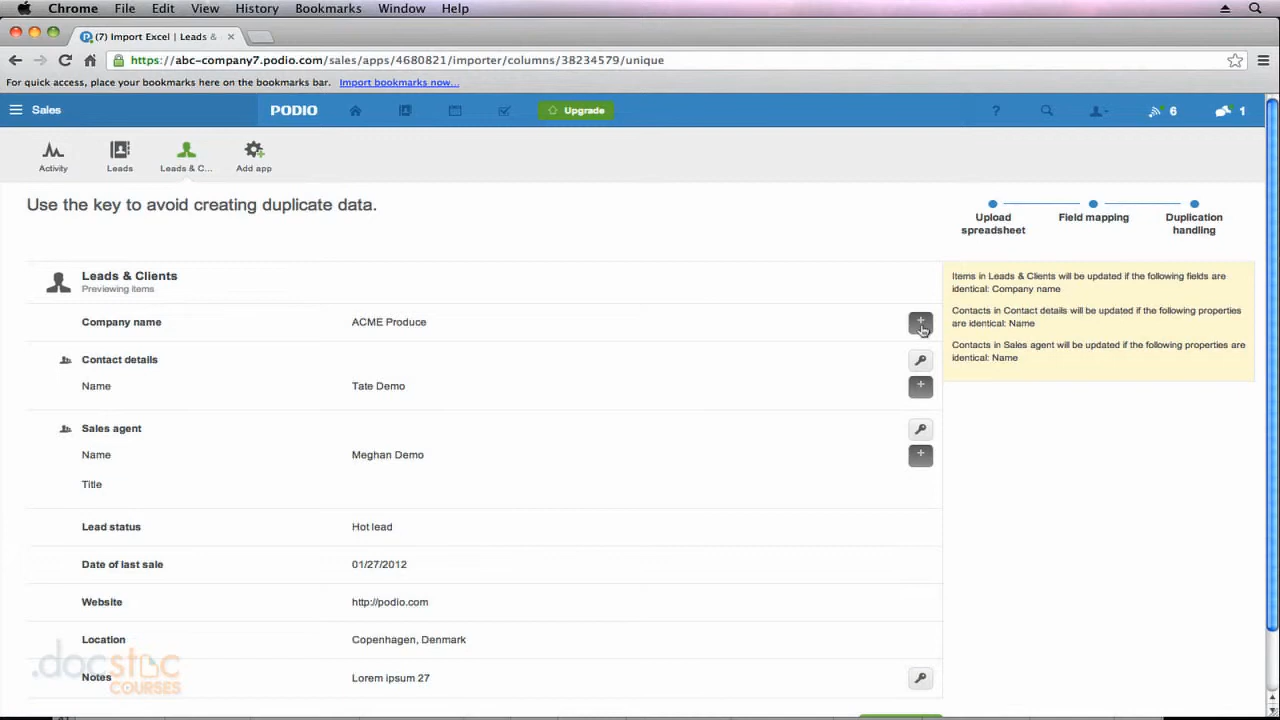 Chrome File Edit View History Bookmarks Window Help
(7) Import Excel | Leads &
https://abc-company7.podio.com/sales/apps/4680821/importer/columns/38234579/unique
For quick access, place your bookmarks here on the bookmarks bar. Import bookmarks now...
Sales PODIO Upgrade ? 6 1
Activity Leads Leads & C... Add app
Use the key to avoid creating duplicate data.
Upload spreadsheet
Field mapping
Duplication handling
Leads & Clients
Previewing items
Company name ACME Produce
Contact details
Name Tate Demo
Sales agent
Name Meghan Demo
Title
Lead status Hot lead
Date of last sale 01/27/2012
Website http://podio.com
Location Copenhagen, Denmark
Notes Lorem ipsum 27
Items in Leads & Clients will be updated if the following fields are
identical: Company name
Contacts in Contact details will be updated if the following properties
are identical: Name
Contacts in Sales agent will be updated if the following properties are
identical: Name
.docstoc
COURSES